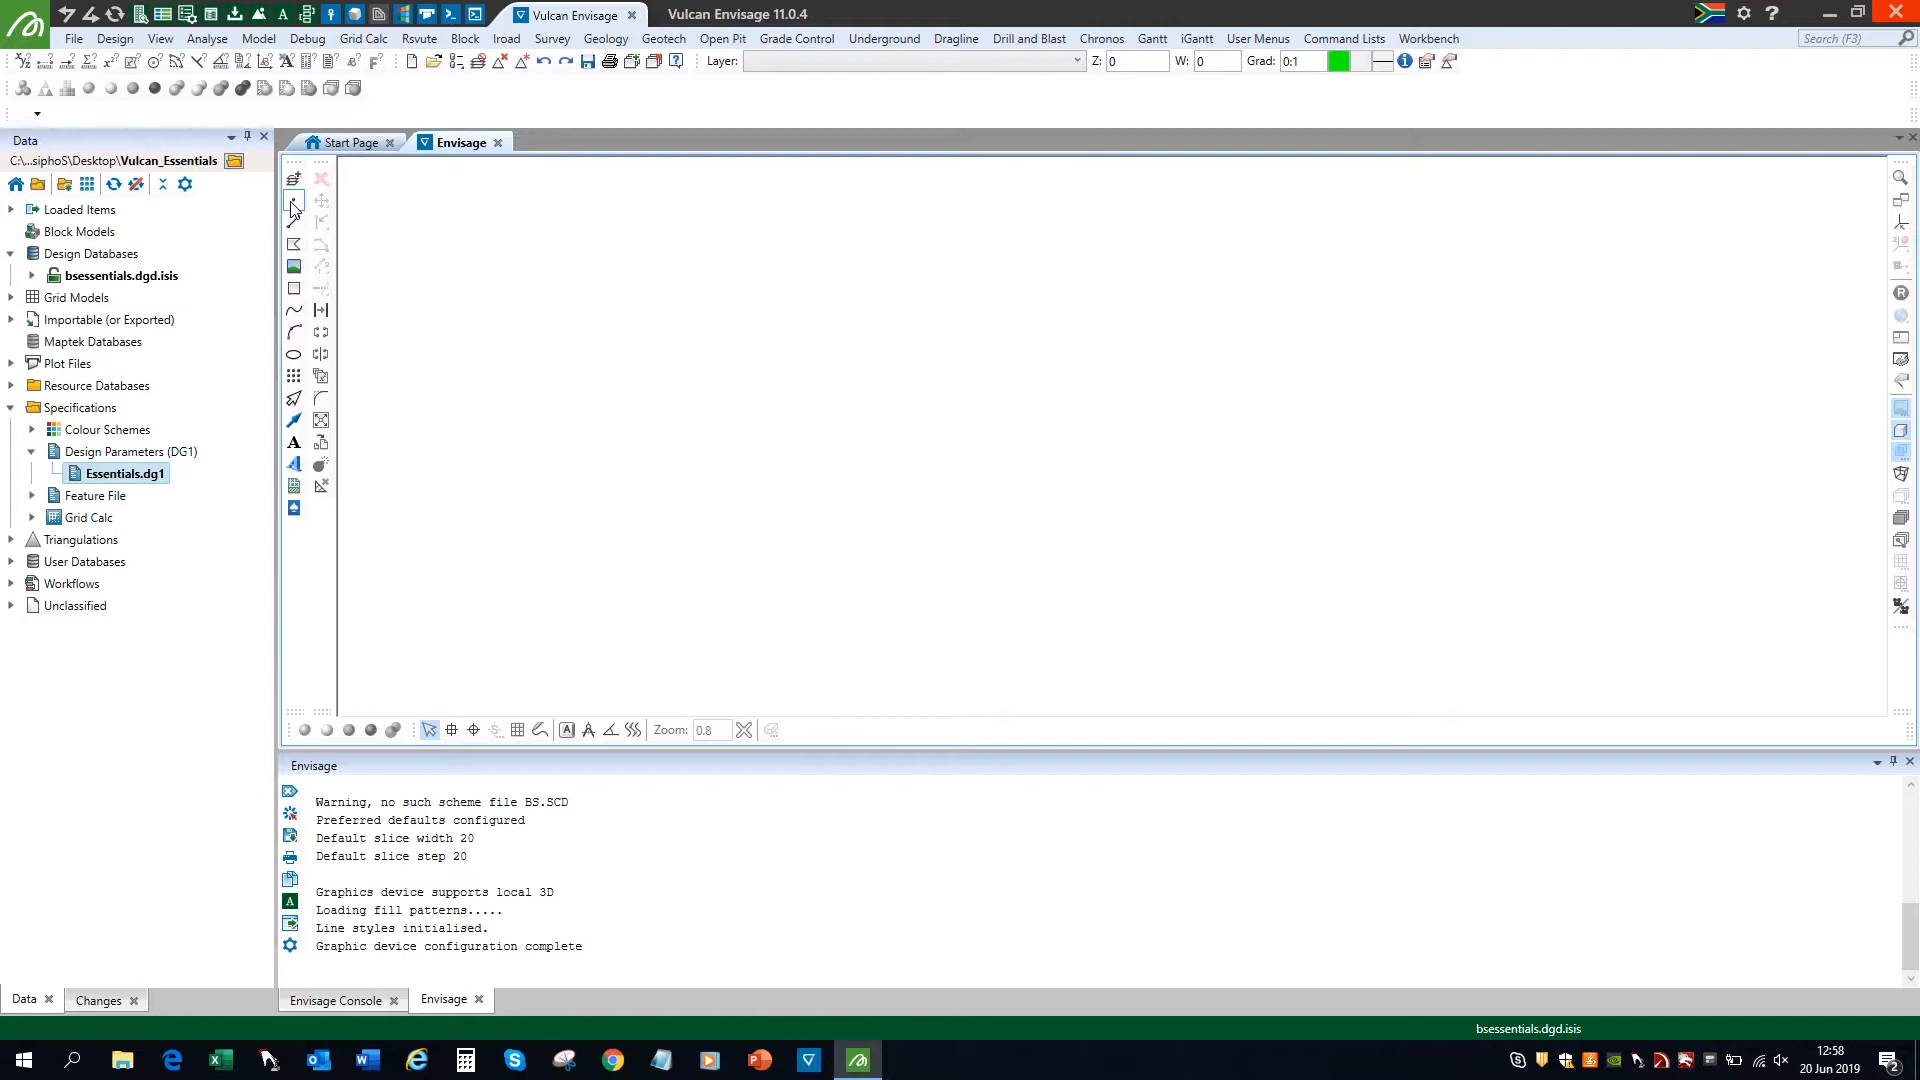 Vulcan Envisage
Vulcan Envisage 11.0.4
File Design View Analyse Model Debug Grid Calc Rsvute Block Iroad Survey Geology Geotech Open Pit Grade Control Underground Dragline Drill and Blast Chronos Gantt iGantt User Menus Command Lists Workbench Search (F3)
Layer: Z: 0 W: 0 Grad: 0:1
Data
Start Page
Envisage
C:\...siphoS\Desktop\Vulcan_Essentials
Loaded Items
Block Models
Design Databases
bsessentials.dgd.isis
Grid Models
Importable (or Exported)
Maptek Databases
Plot Files
Resource Databases
Specifications
Colour Schemes
Design Parameters (DG1)
Essentials.dg1
Feature File
Grid Calc
Triangulations
User Databases
Workflows
Unclassified
Zoom: 0.8
Envisage
Warning, no such scheme file BS.SCD
Preferred defaults configured
Default slice width 20
Default slice step 20
Graphics device supports local 3D
Loading fill patterns.....
Line styles initialised.
Graphic device configuration complete
Data Changes Envisage Console Envisage
bsessentials.dgd.isis
12:58
20 Jun 2019
2